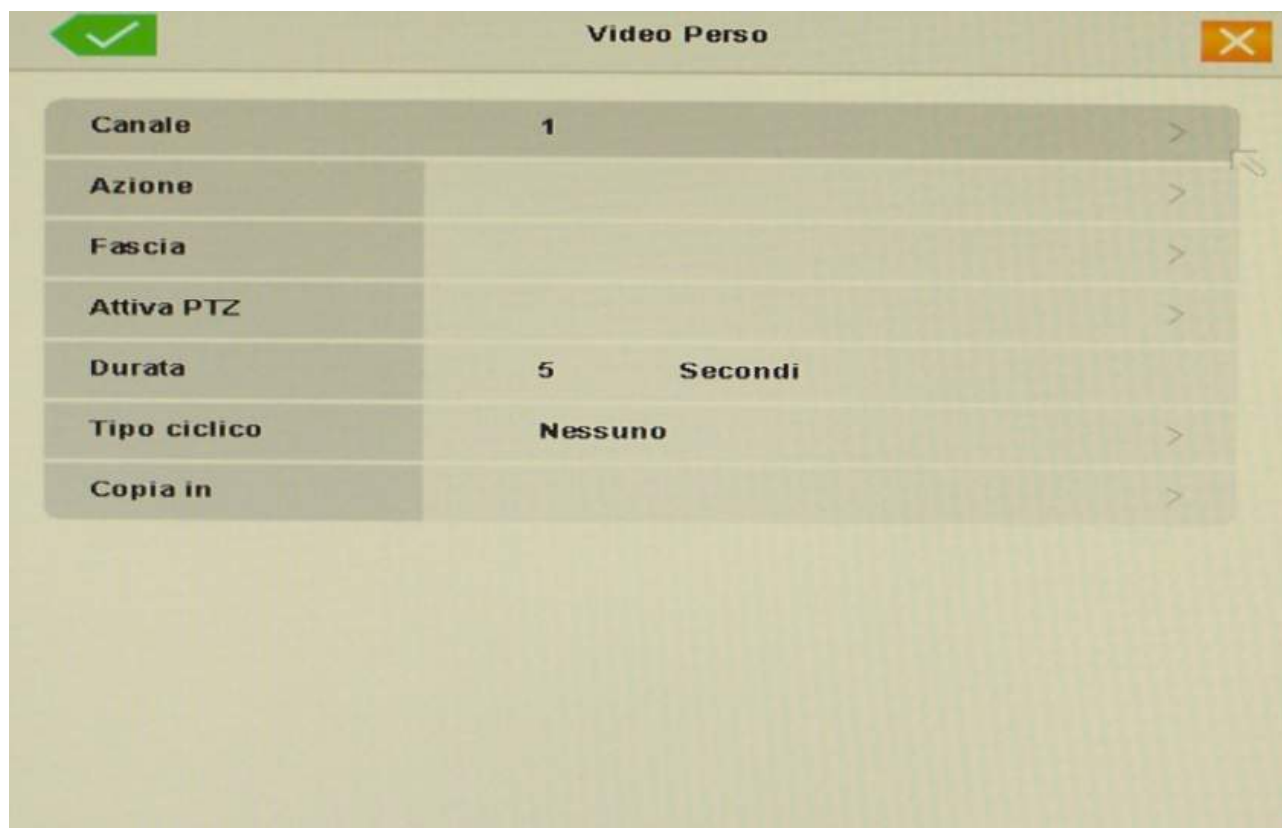 Video Perso
Canale 1 >
Azione >
Fascia >
Attiva PTZ >
Durata 5 Secondi
Tipo ciclico Nessuno >
Copia in >